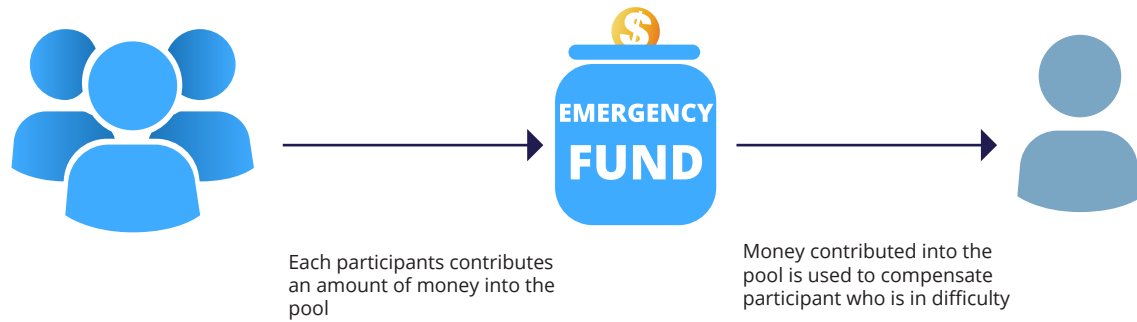 $
EMERGENCY
FUND
Each participants contributes
an amount of money into the
pool
Money contributed into the
pool is used to compensate
participant who is in difficulty